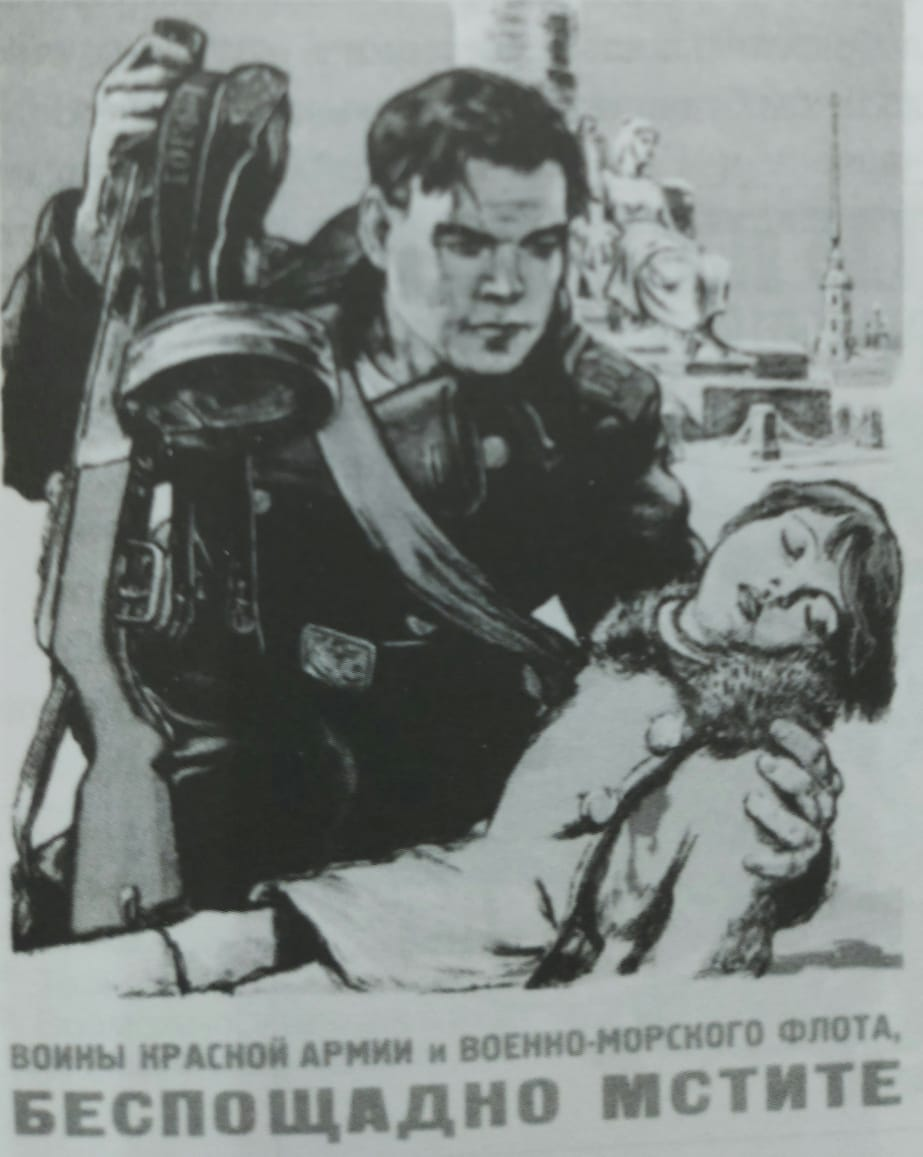 ВОИНЫ КРАСНОЙ АРМИИ и ВОЕННО-МОРСКОГО ФЛОТА,
БЕСПОЩАДНО МСТИТЕ